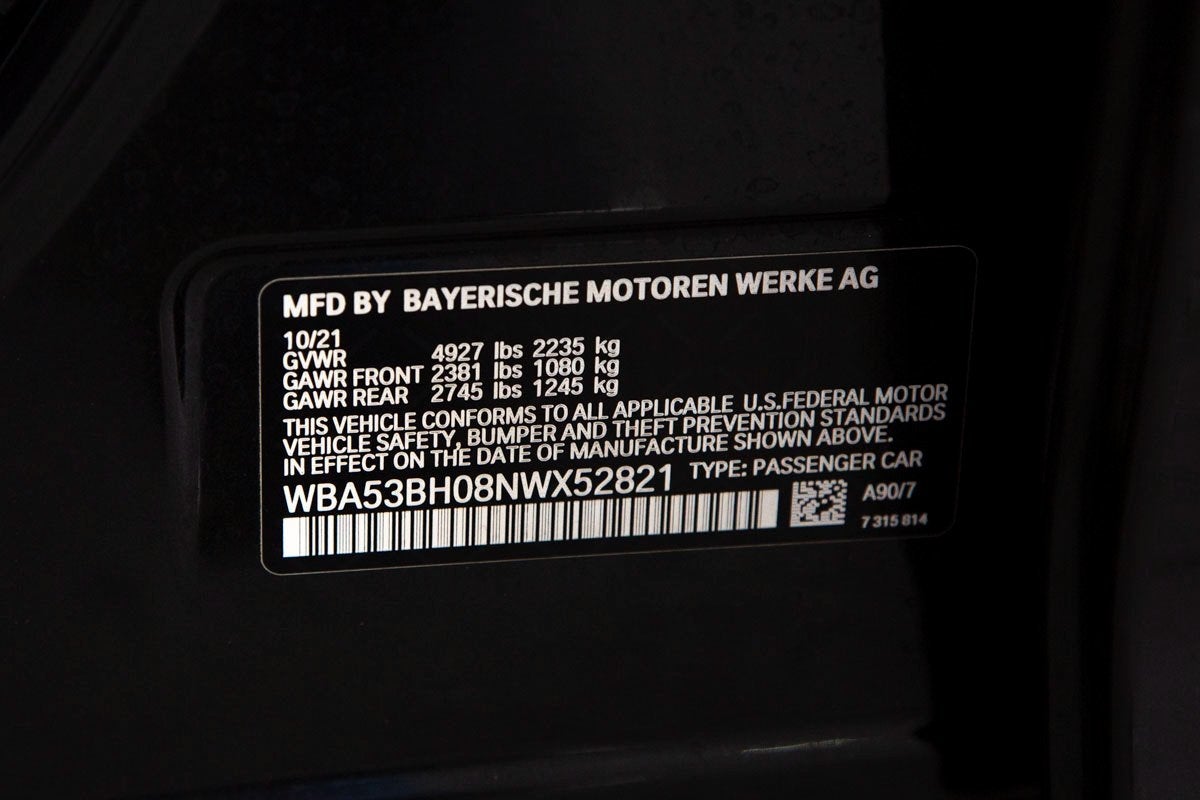 MFD BY BAYERISCHE MOTOREN WERKE AG
10/21
GVWR 4927 lbs 2235 kg
GAWR FRONT 2381 lbs 1080 kg
GAWR REAR 2745 lbs 1245 kg
THIS VEHICLE CONFORMS TO ALL APPLICABLE U.S.FEDERAL MOTOR
VEHICLE SAFETY, BUMPER AND THEFT PREVENTION STANDARDS
IN EFFECT ON THE DATE OF MANUFACTURE SHOWN ABOVE.
WBA53BH08NWX52821 TYPE: PASSENGER CAR
A90/7
7 315 814